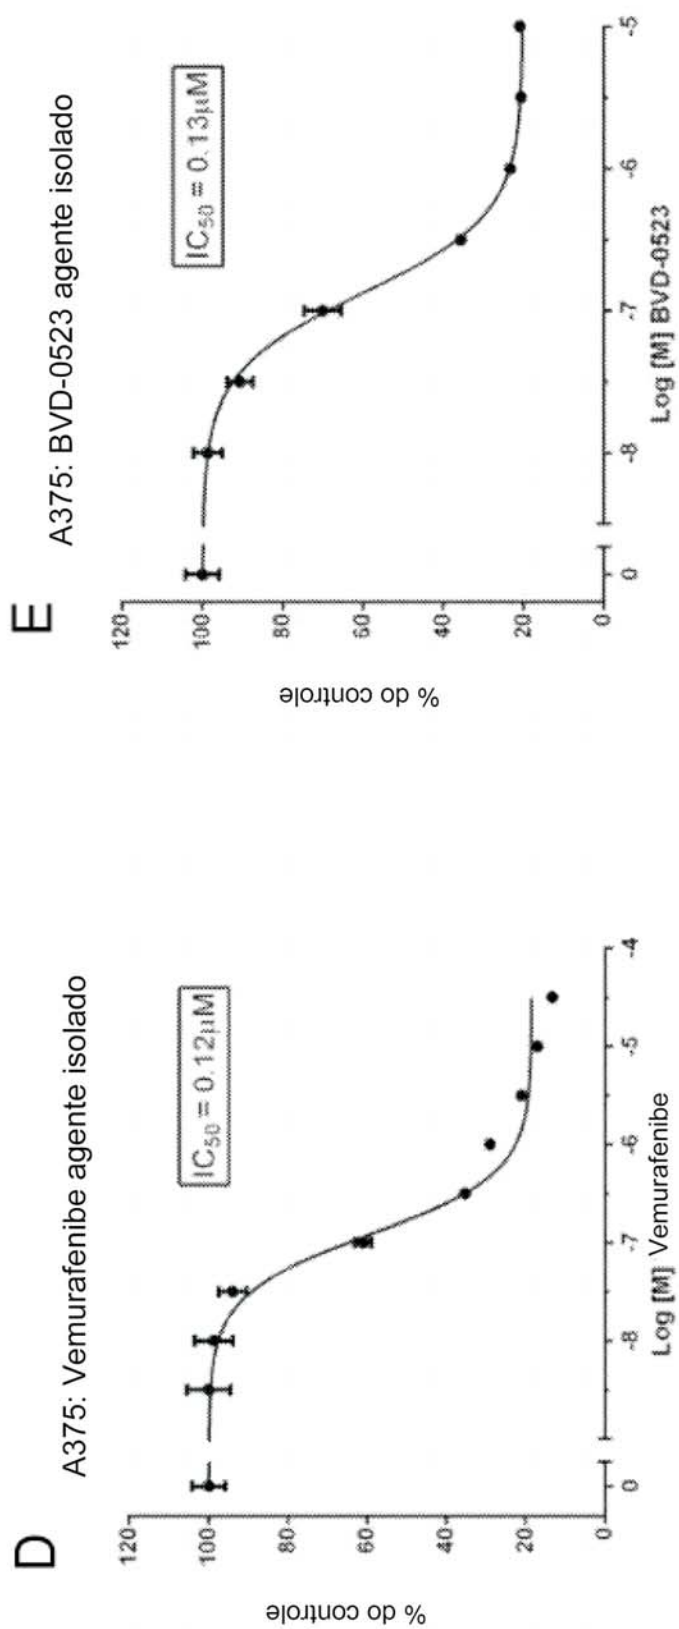 D
A375: Vemurafenibe agente isolado
IC50 = 0.12µM
% do controle
120
100
80
60
40
20
0
0
-8
-7
-6
-5
-4
Log [M] Vemurafenibe
E
A375: BVD-0523 agente isolado
IC50 = 0.13µM
% do controle
120
100
80
60
40
20
0
0
-8
-7
-6
-5
Log [M] BVD-0523